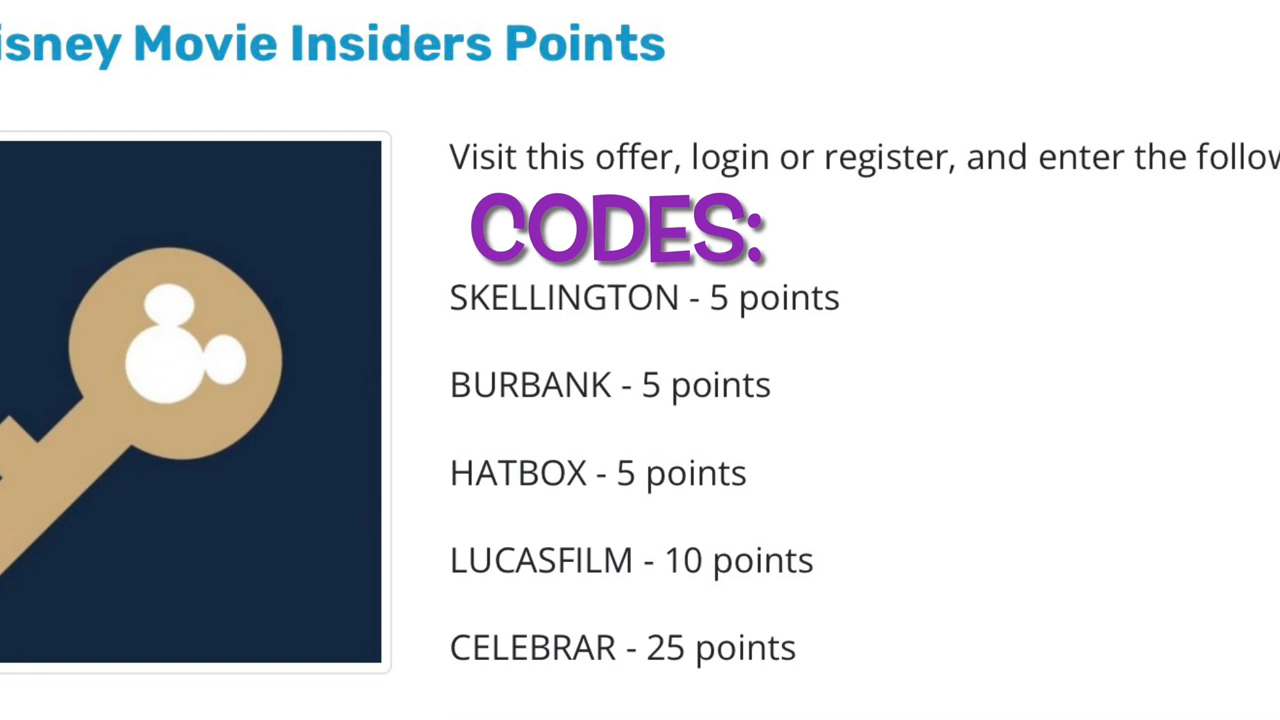 isney Movie Insiders Points
Visit this offer, login or register, and enter the
CODES:
SKELLINGTON - 5 points
BURBANK - 5 points
HATBOX - 5 points
LUCASFILM - 10 points
CELEBRAR - 25 points